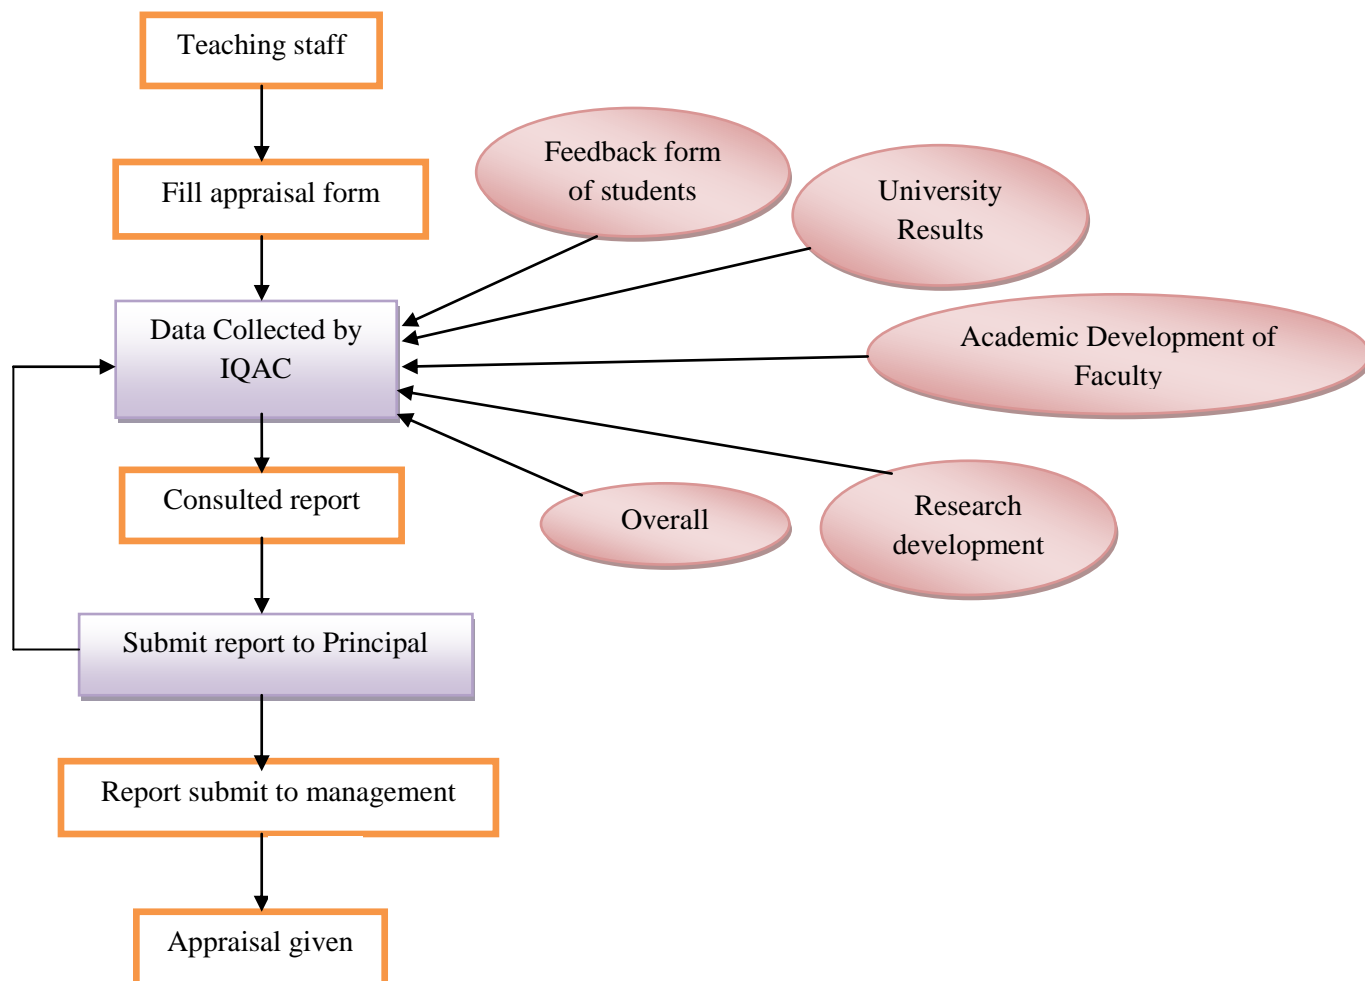 Teaching staff
Fill appraisal form
Feedback form
of students
University
Results
Data Collected by
IQAC
Academic Development of
Faculty
Consulted report
Overall
Research
development
Submit report to Principal
Report submit to management
Appraisal given